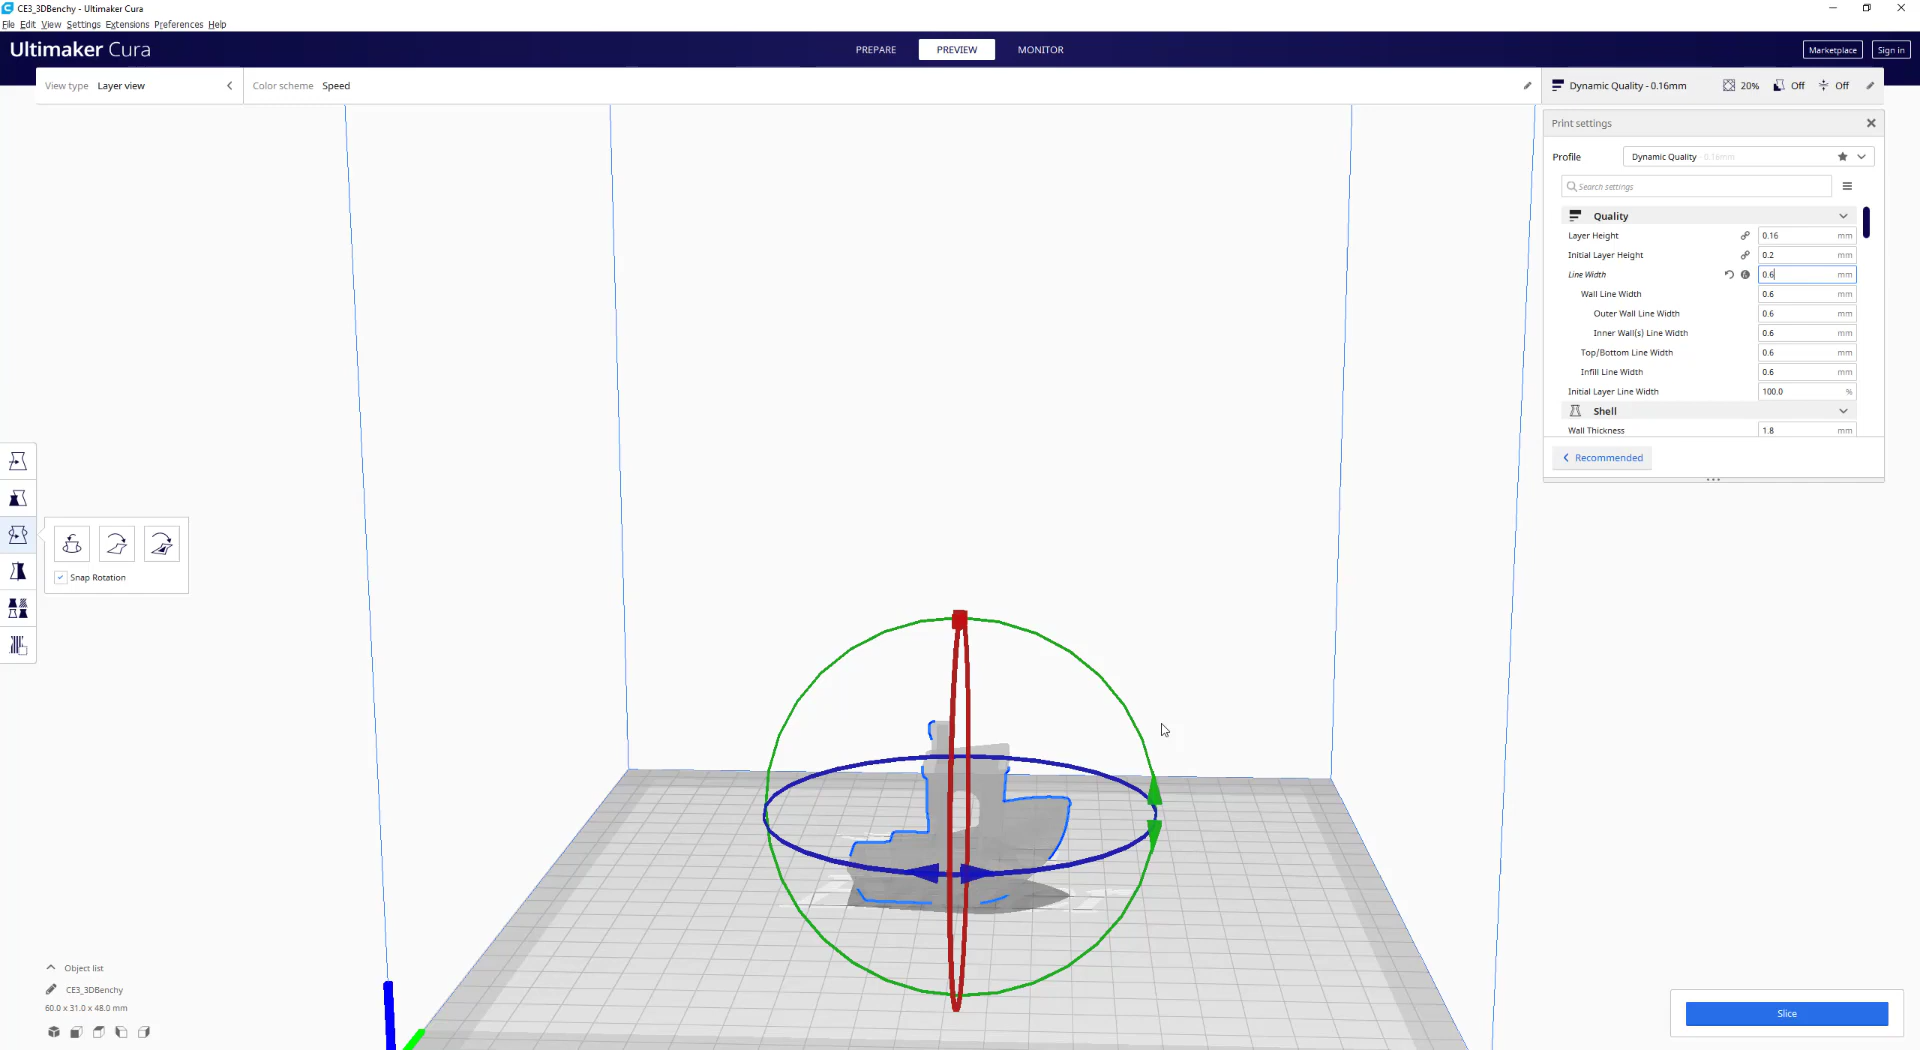 CE3_3DBenchy - Ultimaker Cura
File Edit View Settings Extensions Preferences Help
Ultimaker Cura
PREPARE
PREVIEW
MONITOR
Marketplace
Sign in
View type Layer view
Color scheme Speed
Dynamic Quality - 0.16mm
20%
Off
Off
Print settings
Profile
Dynamic Quality - 0.16mm
Search settings
Quality
Layer Height 0.16 mm
Initial Layer Height 0.2 mm
Line Width 0.6 mm
Wall Line Width 0.6 mm
Outer Wall Line Width 0.6 mm
Inner Wall(s) Line Width 0.6 mm
Top/Bottom Line Width 0.6 mm
Infill Line Width 0.6 mm
Initial Layer Line Width 100.0 %
Shell
Wall Thickness 1.8 mm
Recommended
Snap Rotation
Object list
CE3_3DBenchy
60.0 x 31.0 x 48.0 mm
Slice